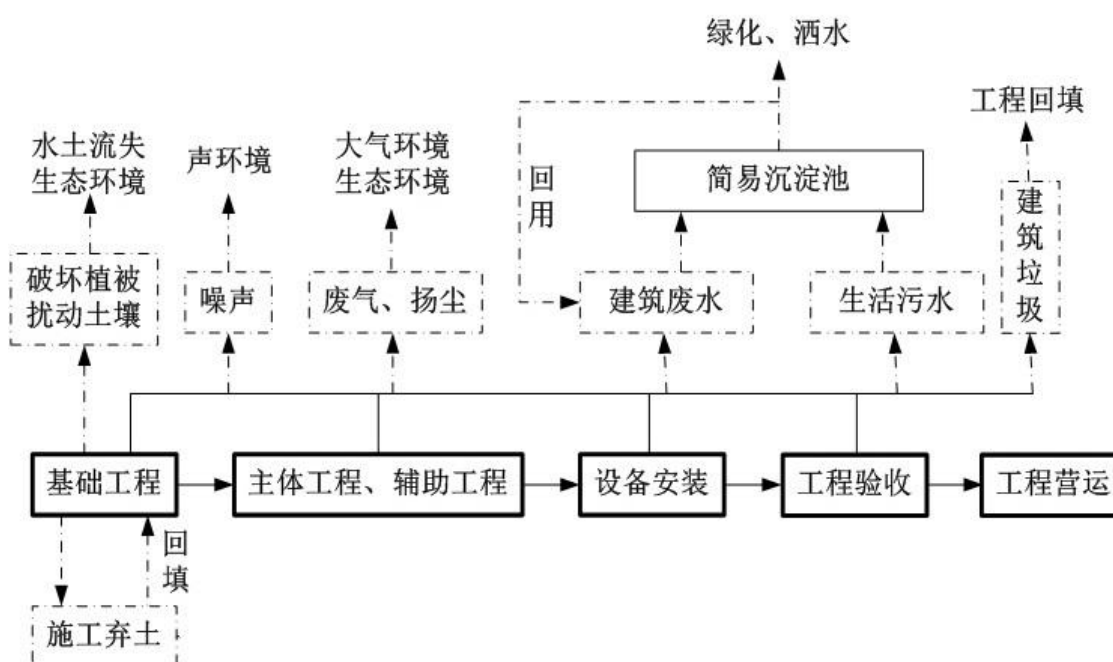 绿化、洒水
工程回填
水土流失
生态环境
声环境
大气环境
生态环境
回用
简易沉淀池
建筑垃圾
破坏植被
扰动土壤
噪声
废气、扬尘
建筑废水
生活污水
基础工程
主体工程、辅助工程
设备安装
工程验收
工程营运
回填
施工弃土